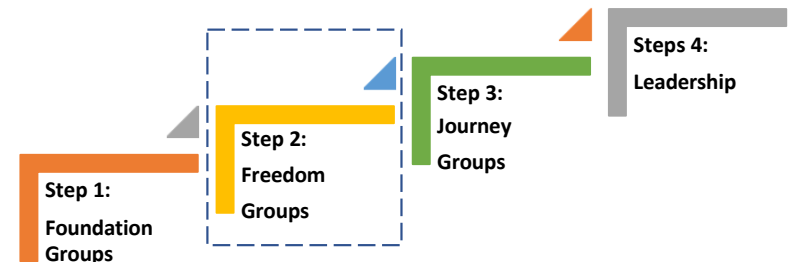 Step 1:
Foundation
Groups
Step 2:
Freedom
Groups
Step 3:
Journey
Groups
Steps 4:
Leadership